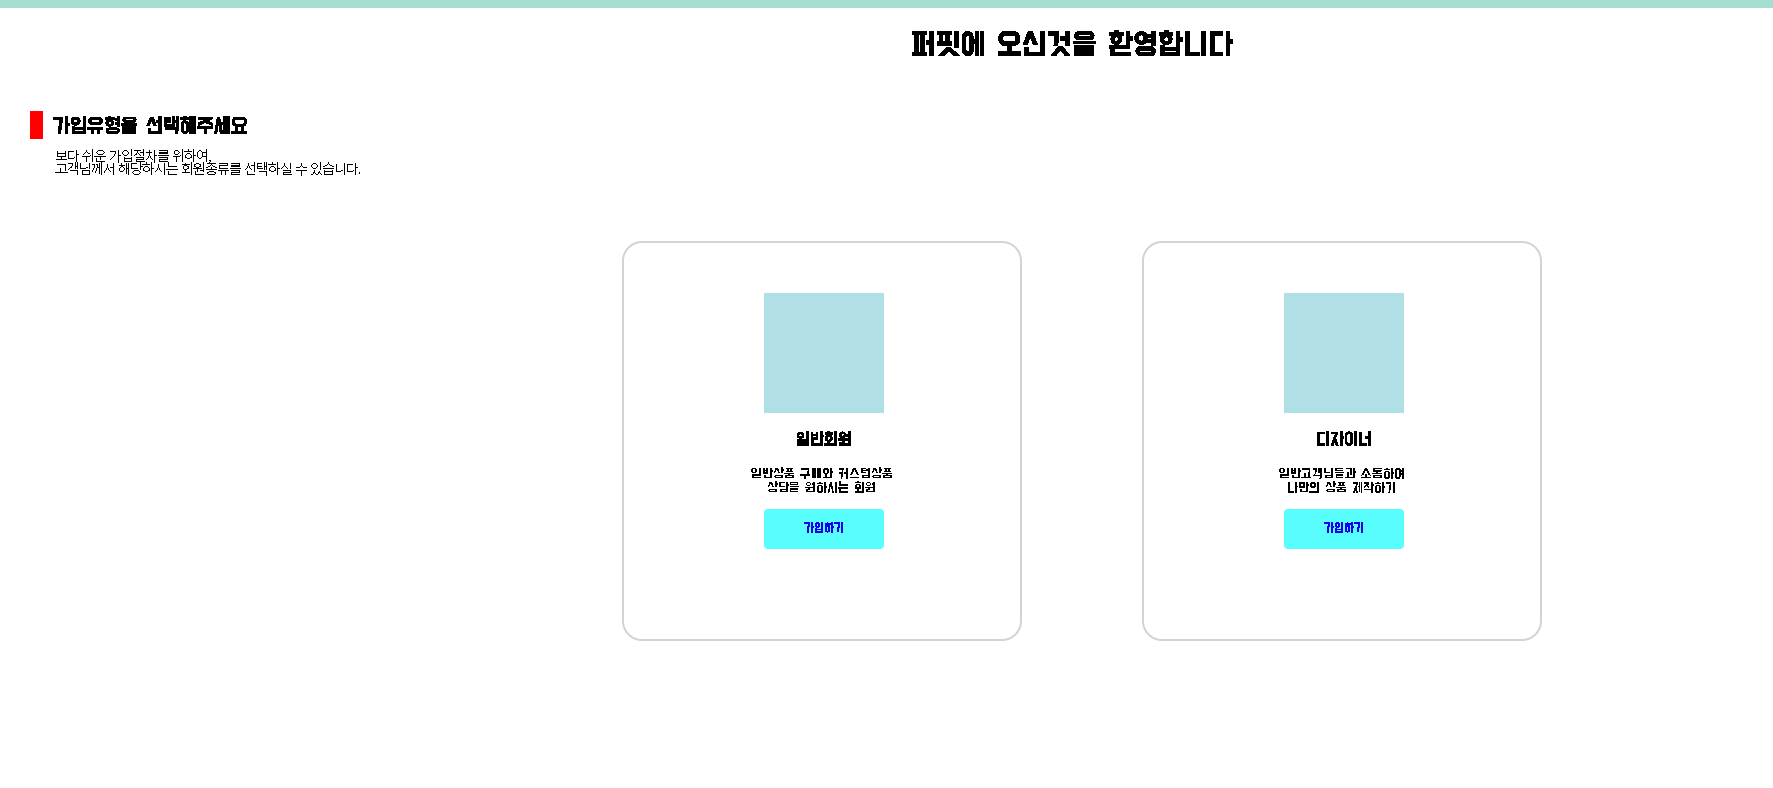 퍼핏에 오신것을 환영합니다
가입유형을 선택해주세요
보다 쉬운 가입절차를 위하여,
고객님께서 해당하시는 회원종류를 선택하실 수 있습니다.
일반회원
일반상품 구매와 커스텀상품
상담을 원하시는 회원
가입하기
디자이너
일반고객님들과 소통하여
나만의 상품 제작하기
가입하기